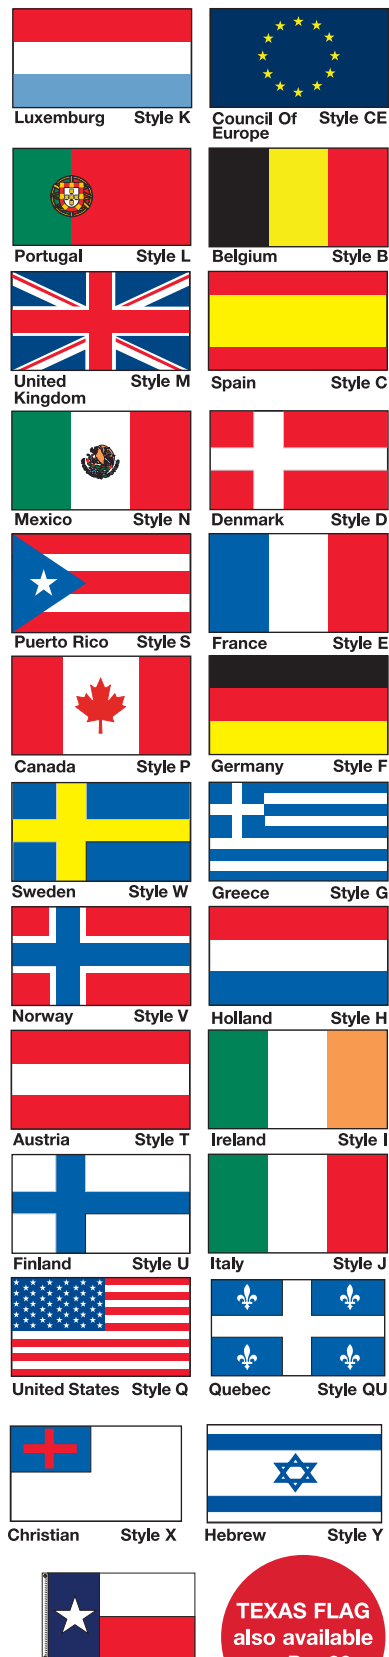 Luxemburg Style K
Council Of Style CE
Europe
Portugal Style L
Belgium Style B
United Style M
Kingdom
Spain Style C
Mexico Style N
Denmark Style D
Puerto Rico Style S
France Style E
Canada Style P
Germany Style F
Sweden Style W
Greece Style G
Norway Style V
Holland Style H
Austria Style T
Ireland Style I
Finland Style U
Italy Style J
United States Style Q
Quebec Style QU
Christian Style X
Hebrew Style Y
TEXAS FLAG
also available